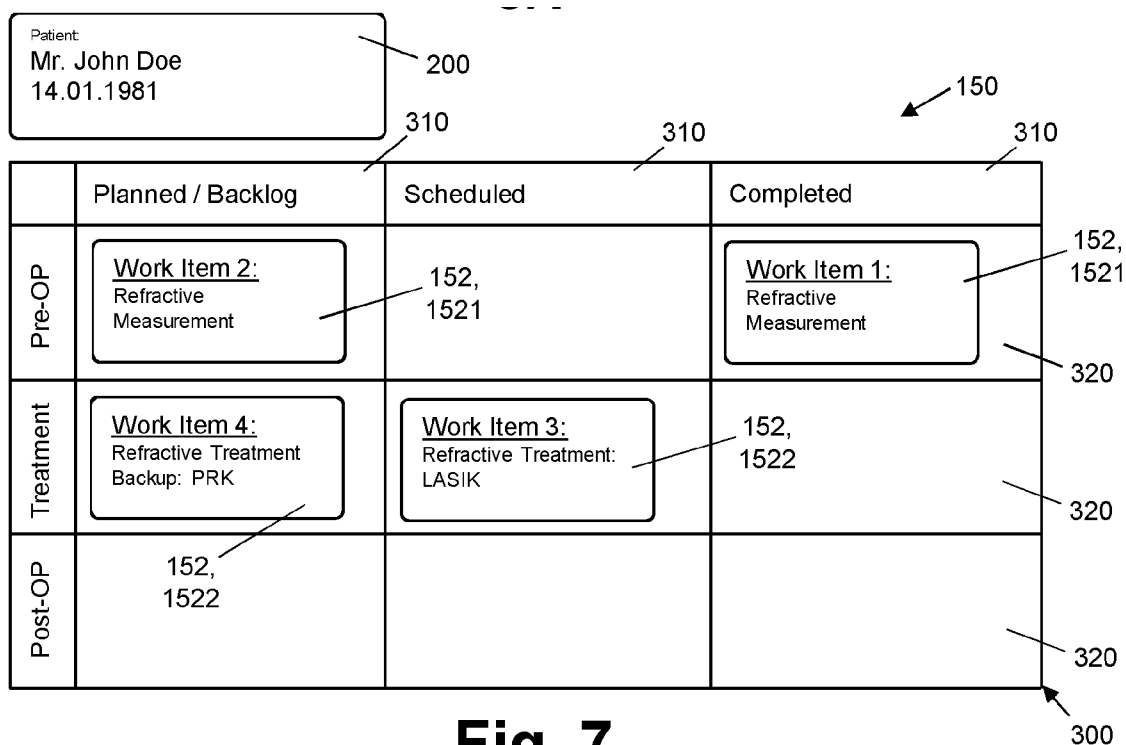 Patient:
Mr. John Doe
14.01.1981
200
150
310
310
310
Planned / Backlog
Scheduled
Completed
Pre-OP
Work Item 2:
Refractive
Measurement
152,
1521
Work Item 1:
Refractive
Measurement
152,
1521
320
Treatment
Work Item 4:
Refractive Treatment
Backup: PRK
152,
1522
Work Item 3:
Refractive Treatment:
LASIK
152,
1522
320
Post-OP
320
300
Fig. 7